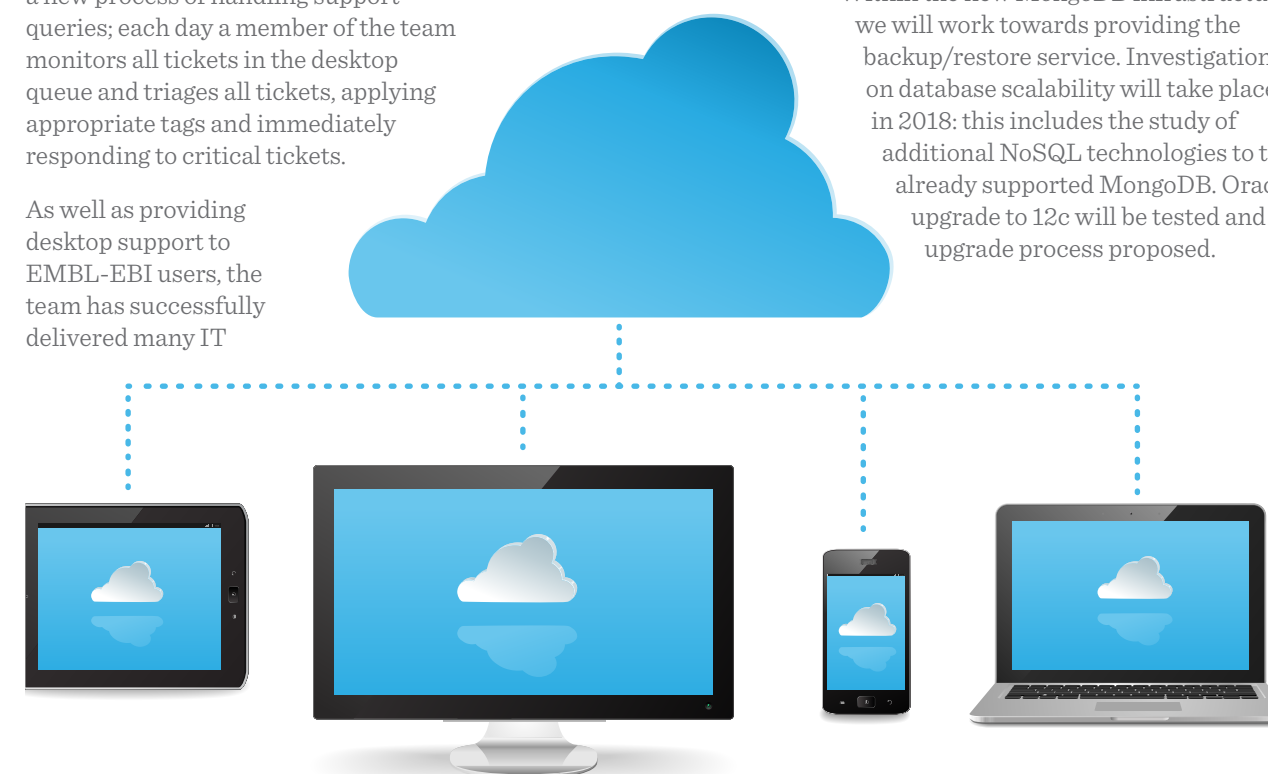 queries; each day a member of the team
monitors all tickets in the desktop
queue and triages all tickets, applying
appropriate tags and immediately
responding to critical tickets.
As well as providing
desktop support to
EMBL-EBI users, the
team has successfully
delivered many IT
we will work towards providing the
backup/restore service. Investigation
on database scalability will take place
in 2018: this includes the study of
additional NoSQL technologies to
already supported MongoDB.
upgrade to 12c will be tested and
upgrade process proposed.